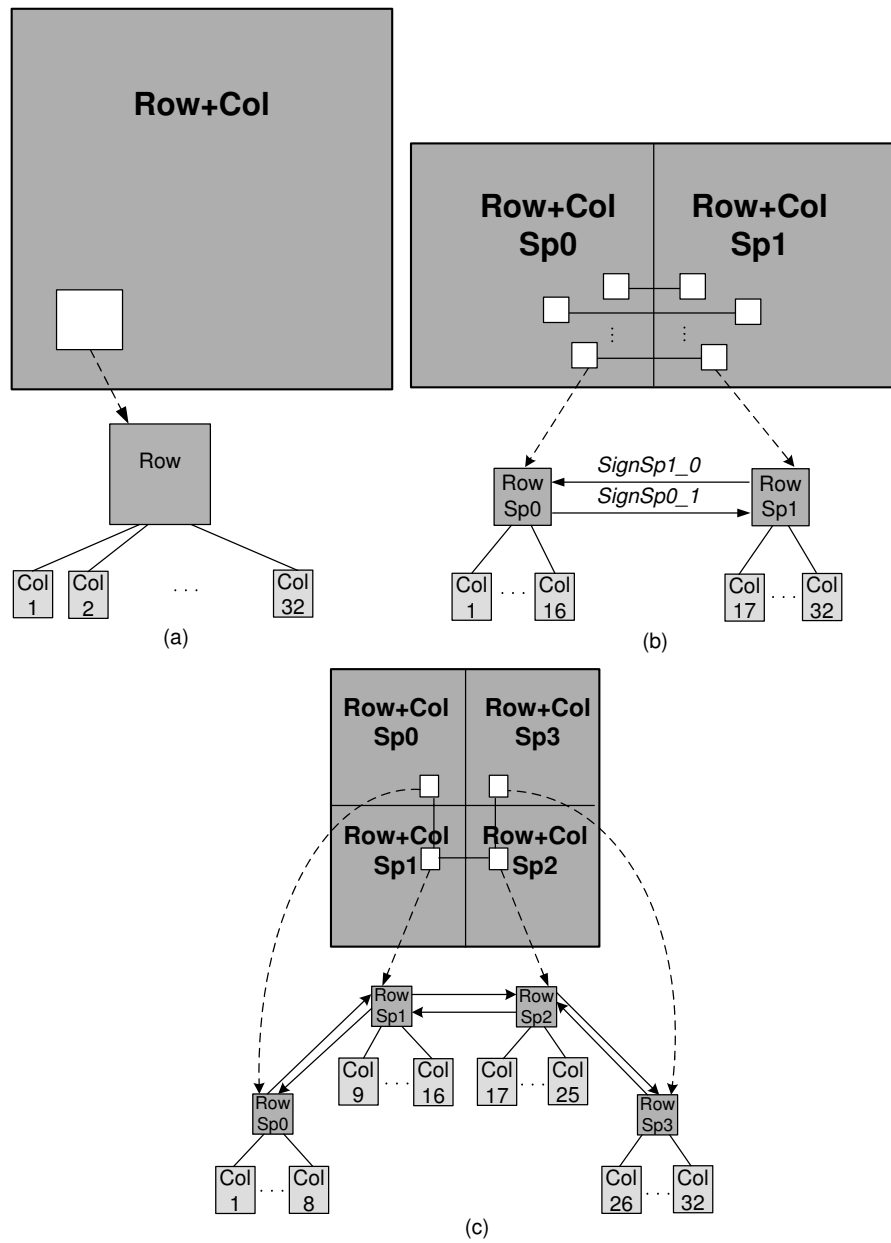 Row+Col
Row
Col
1
Col
2
. . .
Col
32
(a)
Row+Col
Sp0
Row+Col
Sp1
. . .
. . .
Row
Sp0
SignSp1_0
SignSp0_1
Row
Sp1
Col
1
. . .
Col
16
Col
17
. . .
Col
32
(b)
Row+Col
Sp0
Row+Col
Sp3
Row+Col
Sp1
Row+Col
Sp2
Row
Sp1
Row
Sp2
Col
9
. . .
Col
16
Col
17
. . .
Col
25
Row
Sp0
Row
Sp3
Col
1
. . .
Col
8
Col
26
. . .
Col
32
(c)